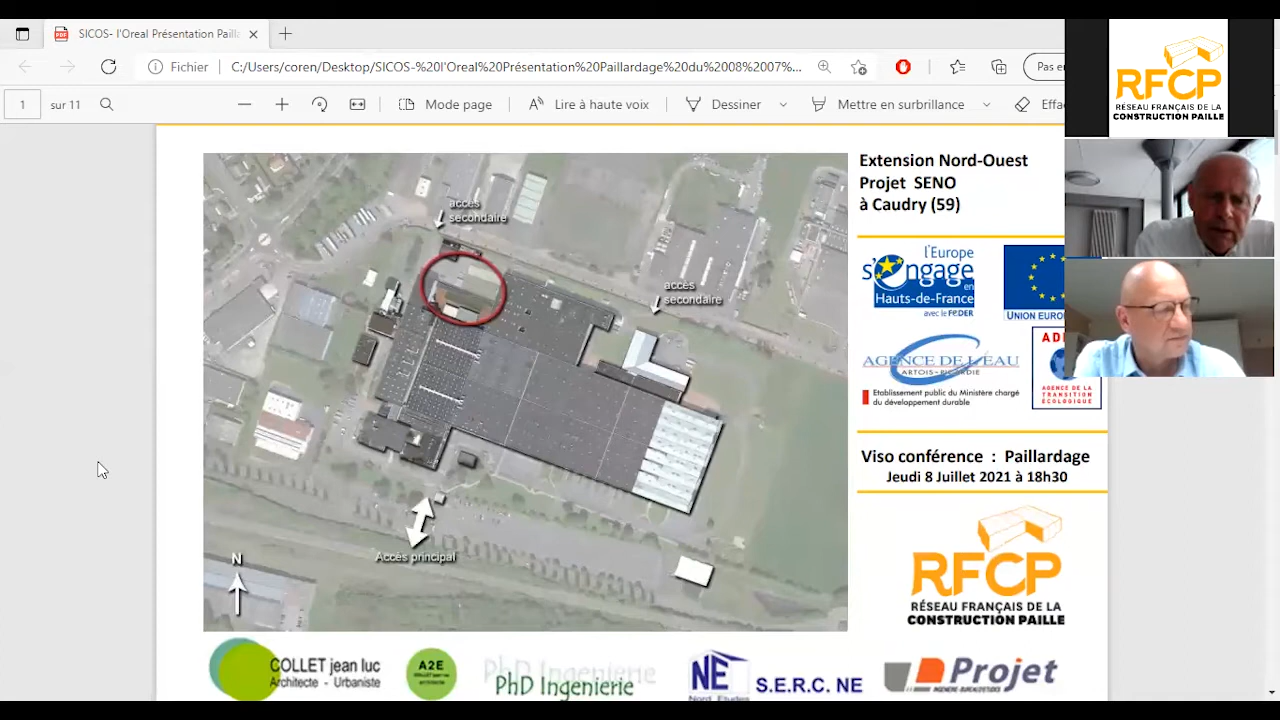 SICOS- l'Oreal Présentation Pailla
Fichier
C:/Users/coren/Desktop/SICOS-%20l'Oreal%20Présentation%20Paillardage%20du%2008%2007%...
Pas en
1 sur 11
Mode page
Lire à haute voix
Dessiner
Mettre en surbrillance
Effa
RFCP
RÉSEAU FRANÇAIS DE LA
CONSTRUCTION PAILLE
accès
secondaire
accès
secondaire
Accès principal
N
Extension Nord-Ouest
Projet SENO
à Caudry (59)
l'Europe
s'engage
en
Hauts-de-France
avec le FEDER
UNION EURO
AGENCE DE L'EAU
ARTOIS-PICARDIE
Etablissement public du Ministère chargé
du développement durable
AD
AGENCE DE LA
TRANSITION
ÉCOLOGIQUE
Viso conférence : Paillardage
Jeudi 8 Juillet 2021 à 18h30
RFCP
RÉSEAU FRANÇAIS DE LA
CONSTRUCTION PAILLE
COLLET jean luc
Architecte - Urbaniste
A2E
PhD Ingenierie
PhD Ingenierie
NE
Nord Etudes
S.E.R.C. NE
Projet